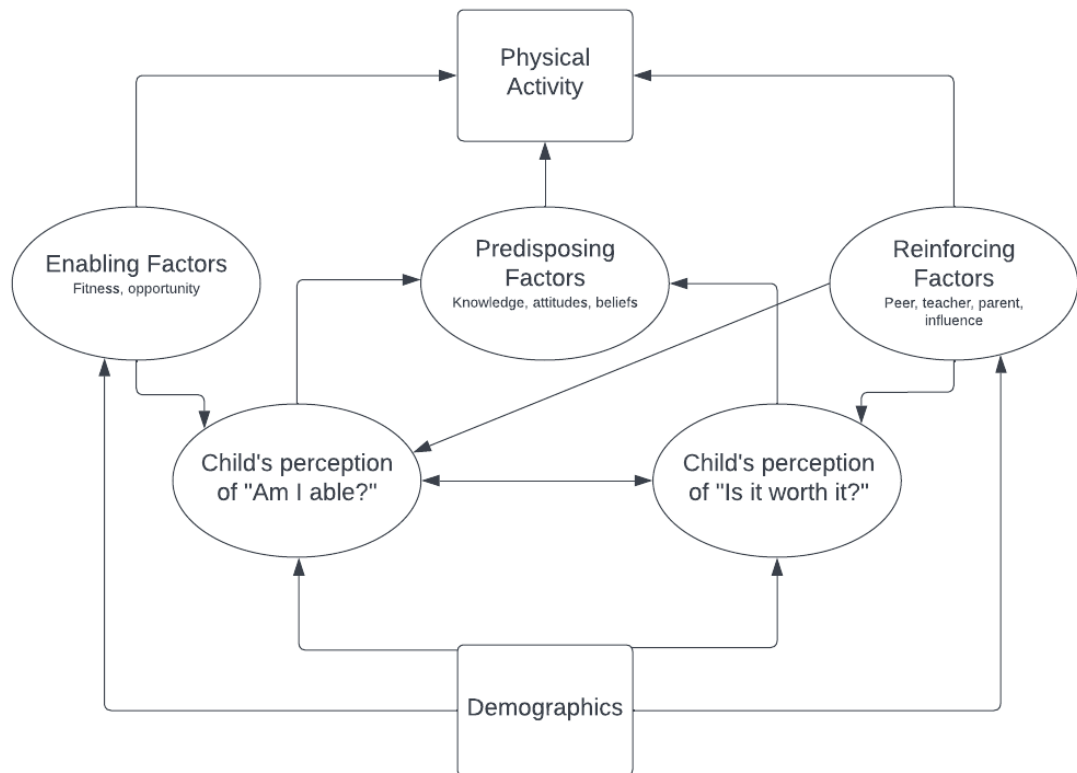 Physical
Activity
Enabling Factors
Fitness, opportunity
Predisposing
Factors
Knowledge, attitudes, beliefs
Reinforcing
Factors
Peer, teacher, parent,
influence
Child's perception
of "Am I able?"
Child's perception
of "Is it worth it?"
Demographics